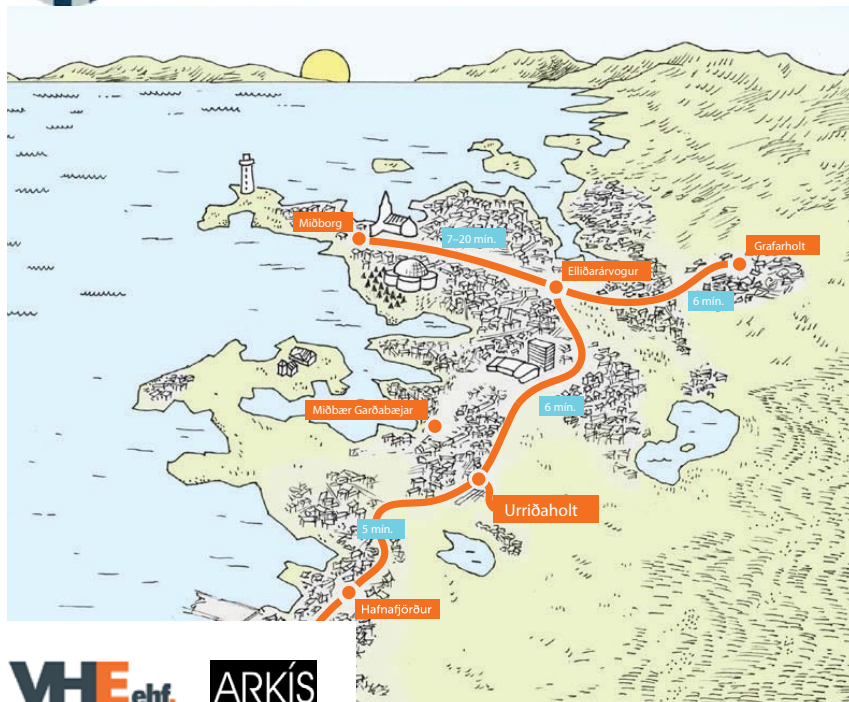 Miðborg
7–20 mín.
Grafarholt
Elliðarárvogur
6 mín.
Miðbær Garðabæjar
6 mín.
Urriðaholt
5 mín.
Hafnafjörður
VHE ehf.
ARKÍS